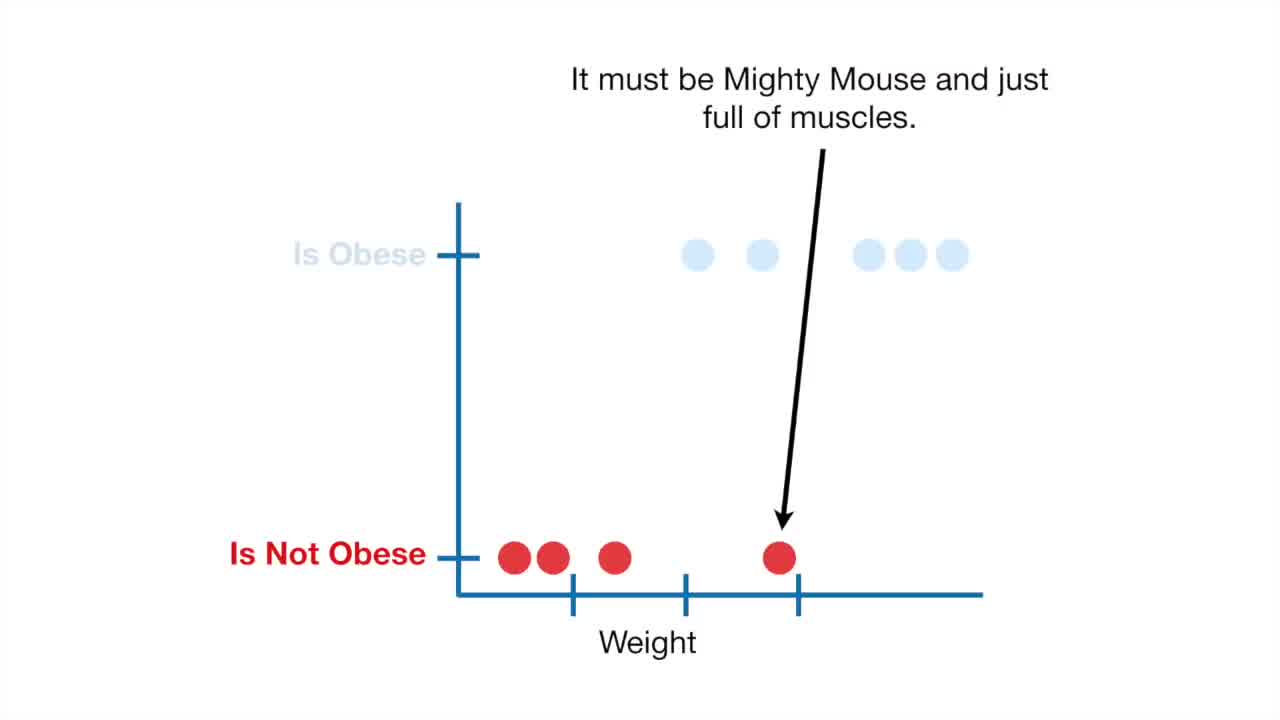 It must be Mighty Mouse and just
full of muscles.
Is Obese
Is Not Obese
Weight